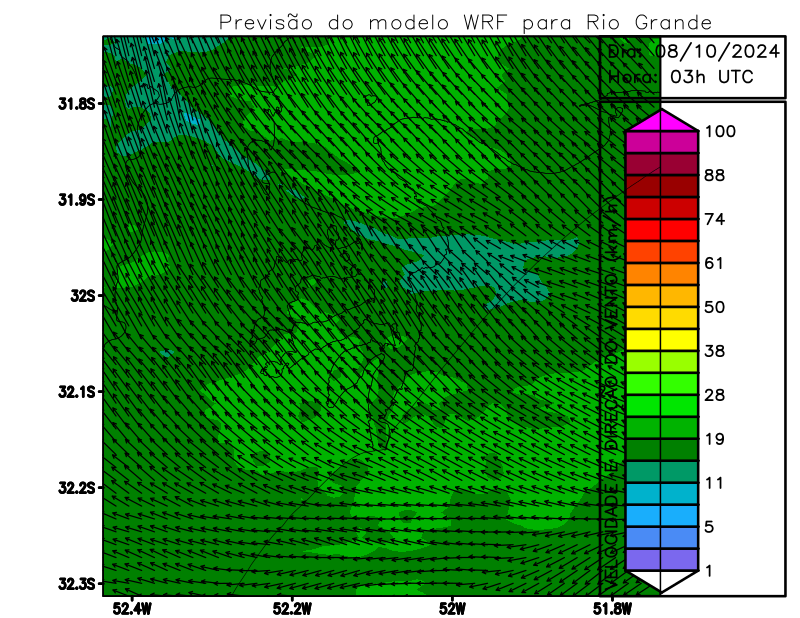 Previsão do modelo WRF para Rio Grande
Dia: 08/10/2024
Hora: 03h UTC
31.8S
31.9S
32S
32.1S
32.2S
32.3S
52.4W
52.2W
52W
51.8W
VELOCIDADE E DIREÇÃO DO VENTO (km/h)
100
88
74
61
50
38
28
19
11
5
1